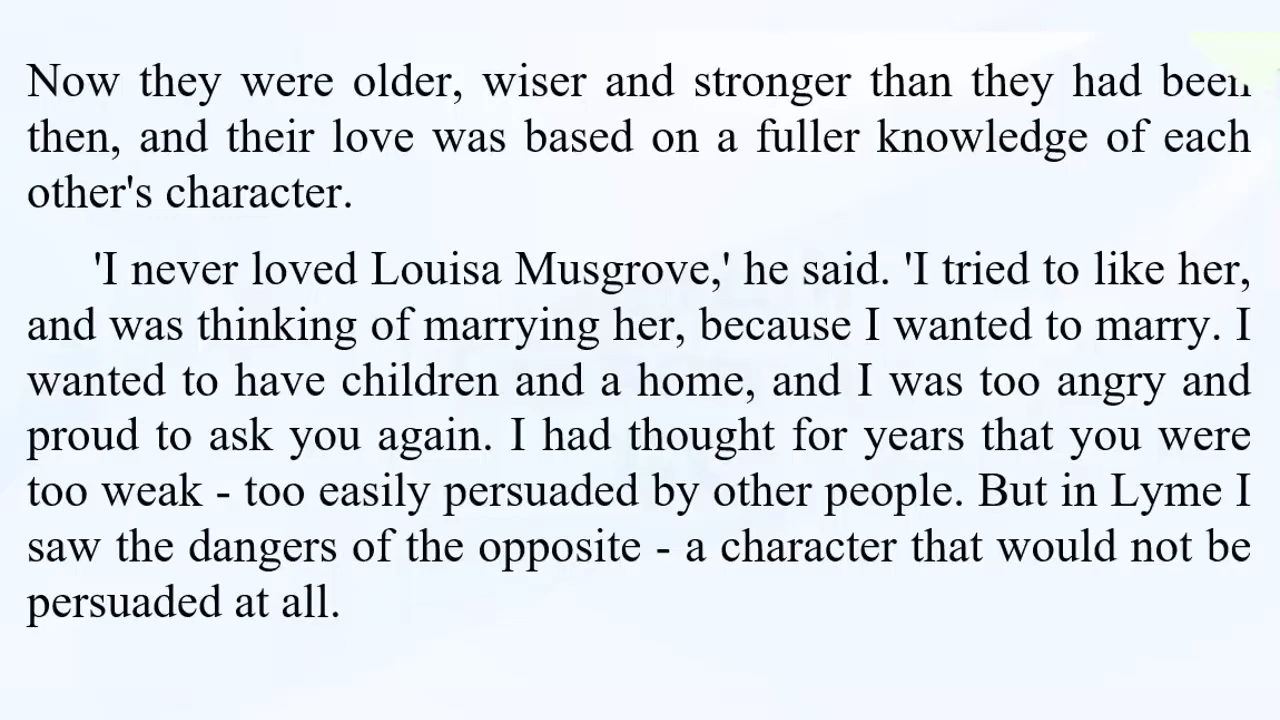 Now they were older, wiser and stronger than they had been
then, and their love was based on a fuller knowledge of each
other's character.
'I never loved Louisa Musgrove,' he said. 'I tried to like her,
and was thinking of marrying her, because I wanted to marry. I
wanted to have children and a home, and I was too angry and
proud to ask you again. I had thought for years that you were
too weak - too easily persuaded by other people. But in Lyme I
saw the dangers of the opposite - a character that would not be
persuaded at all.